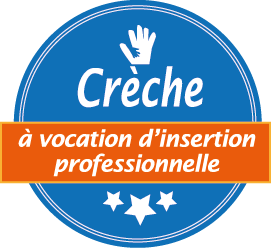 Crèche
à vocation d'insertion
professionnelle